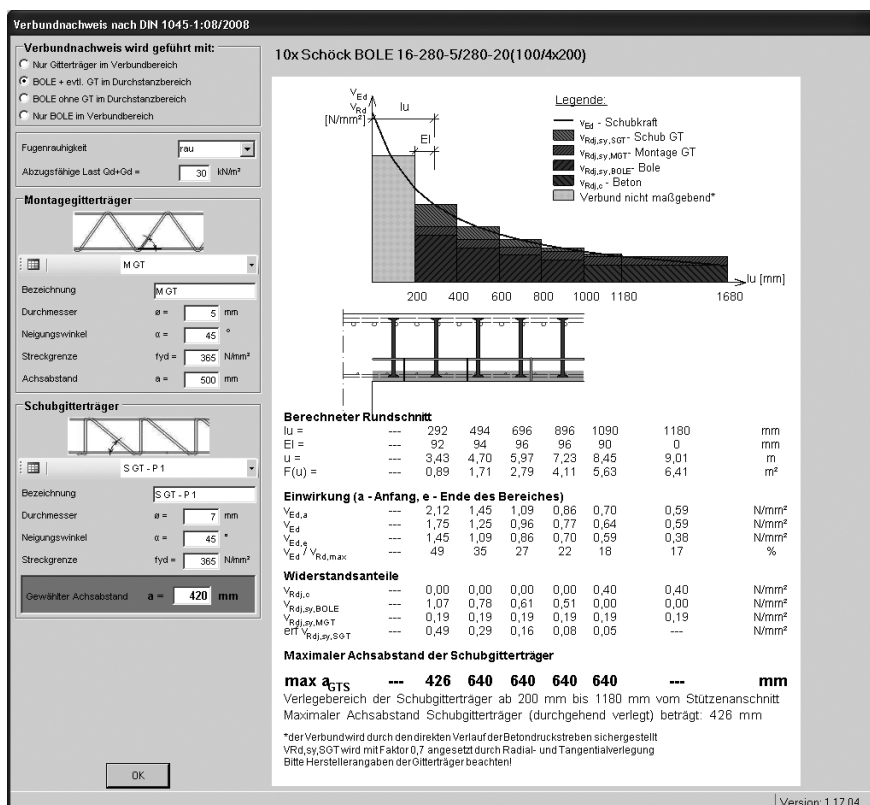 Verbundnachweis nach DIN 1045-1:08/2008
Verbundnachweis wird geführt mit:
Nur Gitterträger im Verbundbereich
BOLE + evtl. GT im Durchstanzbereich
BOLE ohne GT im Durchstanzbereich
Nur BOLE im Verbundbereich
Fugenrauhigkeit rau
Abzugsfähige Last Gd+Qd = 30 kN/m²
Montagegitterträger
M GT
Bezeichnung M GT
Durchmesser ø = 5 mm
Neigungswinkel α = 45 °
Streckgrenze fyd = 365 N/mm²
Achsabstand a = 500 mm
Schubgitterträger
S GT - P 1
Bezeichnung S GT - P 1
Durchmesser ø = 7 mm
Neigungswinkel α = 45 °
Streckgrenze fyd = 365 N/mm²
Gewählter Achsabstand a = 420 mm
OK
10x Schöck BOLE 16-280-5/280-20(100/4x200)
vEd
vRd
[N/mm²]
lu
El
Legende:
vEd - Schubkraft
vRdj,sy,SGT - Schub GT
vRdj,sy,MGT - Montage GT
vRdj,sy,BOLE - Bole
vRdj,c - Beton
Verbund nicht maßgebend*
lu [mm]
200 400 600 800 1000 1180 1680
Berechneter Rundschnitt
lu = --- 292 494 696 896 1090 1180 mm
El = --- 92 94 96 96 90 0 mm
u = --- 3,43 4,70 5,97 7,23 8,45 9,01 m
F(u) = --- 0,89 1,71 2,79 4,11 5,63 6,41 m²
Einwirkung (a - Anfang, e - Ende des Bereiches)
vEd,a --- 2,12 1,45 1,09 0,86 0,70 0,59 N/mm²
vEd --- 1,75 1,25 0,96 0,77 0,64 0,59 N/mm²
vEd,e --- 1,45 1,09 0,86 0,70 0,59 0,38 N/mm²
vEd / vRd,max --- 49 35 27 22 18 17 %
Widerstandsanteile
vRdj,c --- 0,00 0,00 0,00 0,00 0,40 0,40 N/mm²
vRdj,sy,BOLE --- 1,07 0,78 0,61 0,51 0,00 0,00 N/mm²
vRdj,sy,MGT --- 0,19 0,19 0,19 0,19 0,19 0,19 N/mm²
erf vRdj,sy,SGT --- 0,49 0,29 0,16 0,08 0,05 --- N/mm²
Maximaler Achsabstand der Schubgitterträger
max aGTS --- 426 640 640 640 640 --- mm
Verlegebereich der Schubgitterträger ab 200 mm bis 1180 mm vom Stützenanschnitt
Maximaler Achsabstand Schubgitterträger (durchgehend verlegt) beträgt: 426 mm
*der Verbund wird durch den direkten Verlauf der Betondruckstreben sichergestellt
VRd,sy,SGT wird mit Faktor 0,7 angesetzt durch Radial- und Tangentialverlegung
Bitte Herstellerangaben der Gitterträger beachten!
Version: 1.17.04